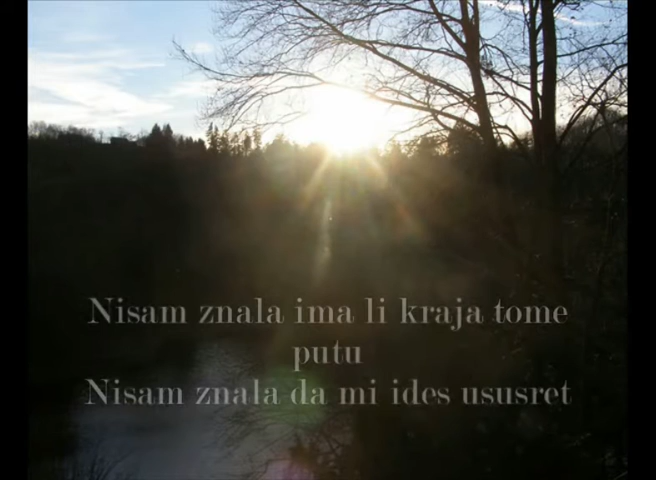 Nisam znala ima li kraja tome
putu
Nisam znala da mi ides ususret